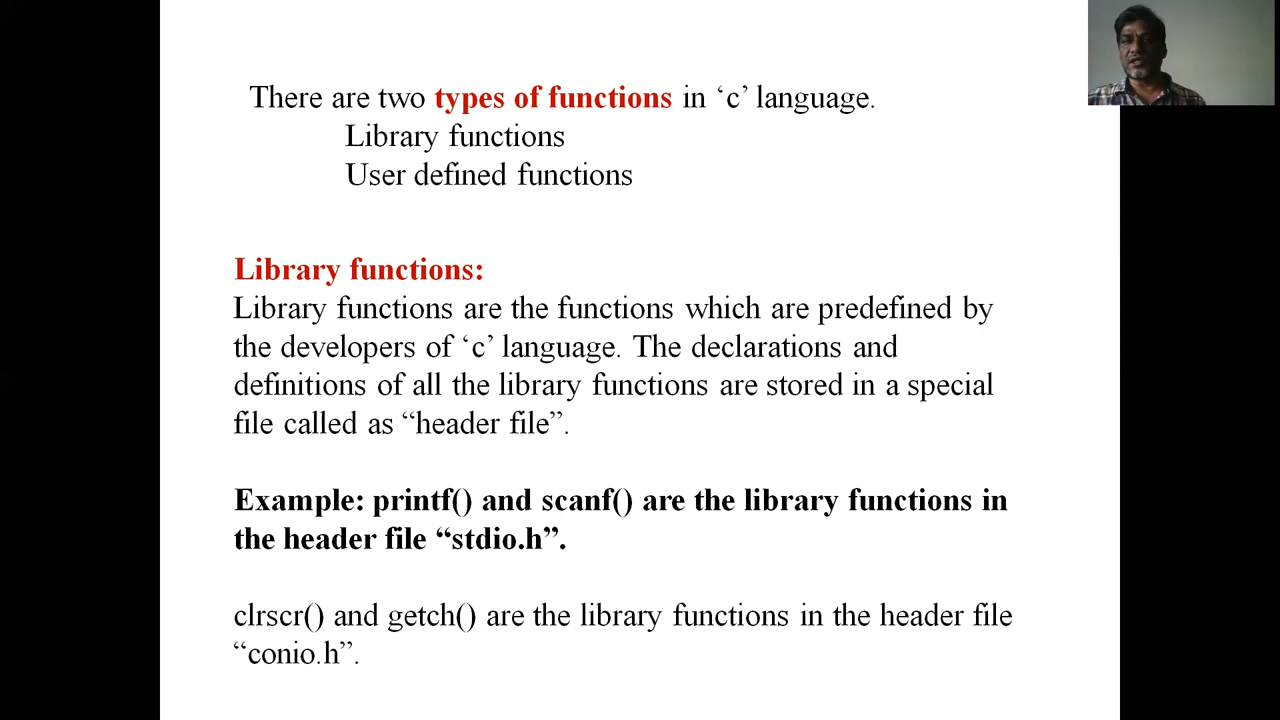 There are two types of functions in ‘c’ language.
Library functions
User defined functions
Library functions:
Library functions are the functions which are predefined by
the developers of ‘c’ language. The declarations and
definitions of all the library functions are stored in a special
file called as “header file”.
Example: printf() and scanf() are the library functions in
the header file “stdio.h”.
clrscr() and getch() are the library functions in the header file
“conio.h”.